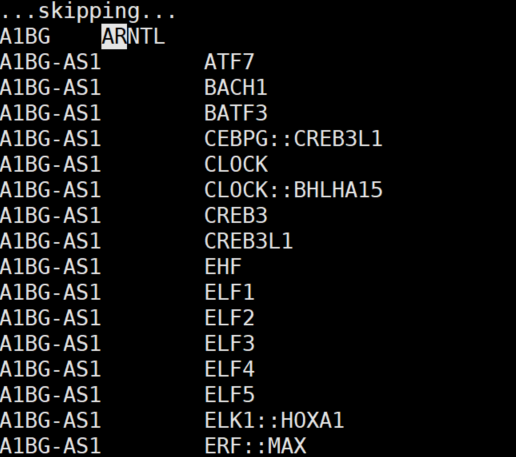 ...skipping...
A1BG ARNTL
A1BG-AS1 ATF7
A1BG-AS1 BACH1
A1BG-AS1 BATF3
A1BG-AS1 CEBPG::CREB3L1
A1BG-AS1 CLOCK
A1BG-AS1 CLOCK::BHLHA15
A1BG-AS1 CREB3
A1BG-AS1 CREB3L1
A1BG-AS1 EHF
A1BG-AS1 ELF1
A1BG-AS1 ELF2
A1BG-AS1 ELF3
A1BG-AS1 ELF4
A1BG-AS1 ELF5
A1BG-AS1 ELK1::HOXA1
A1BG-AS1 ERF::MAX